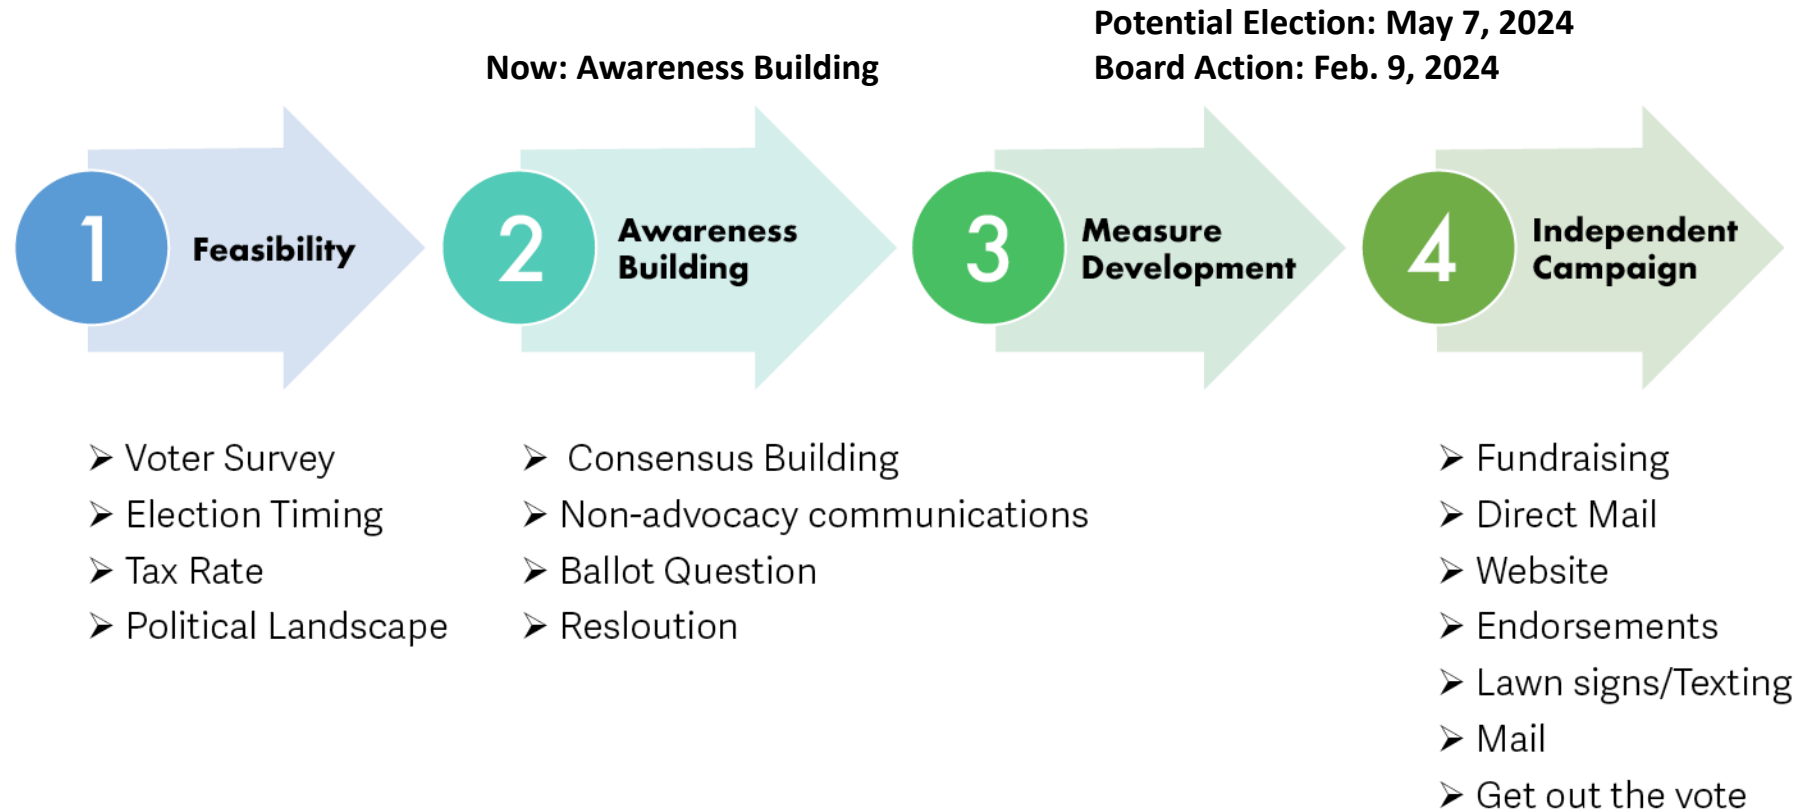 Potential Election: May 7, 2024
Now: Awareness Building
Board Action: Feb. 9, 2024
1
Feasibility
2
Awareness
Building
3
Measure
Development
4
Independent
Campaign
➢ Voter Survey
➢ Election Timing
➢ Tax Rate
➢ Political Landscape
➢ Consensus Building
➢ Non-advocacy communications
➢ Ballot Question
➢ Resloution
➢ Fundraising
➢ Direct Mail
➢ Website
➢ Endorsements
➢ Lawn signs/Texting
➢ Mail
➢ Get out the vote